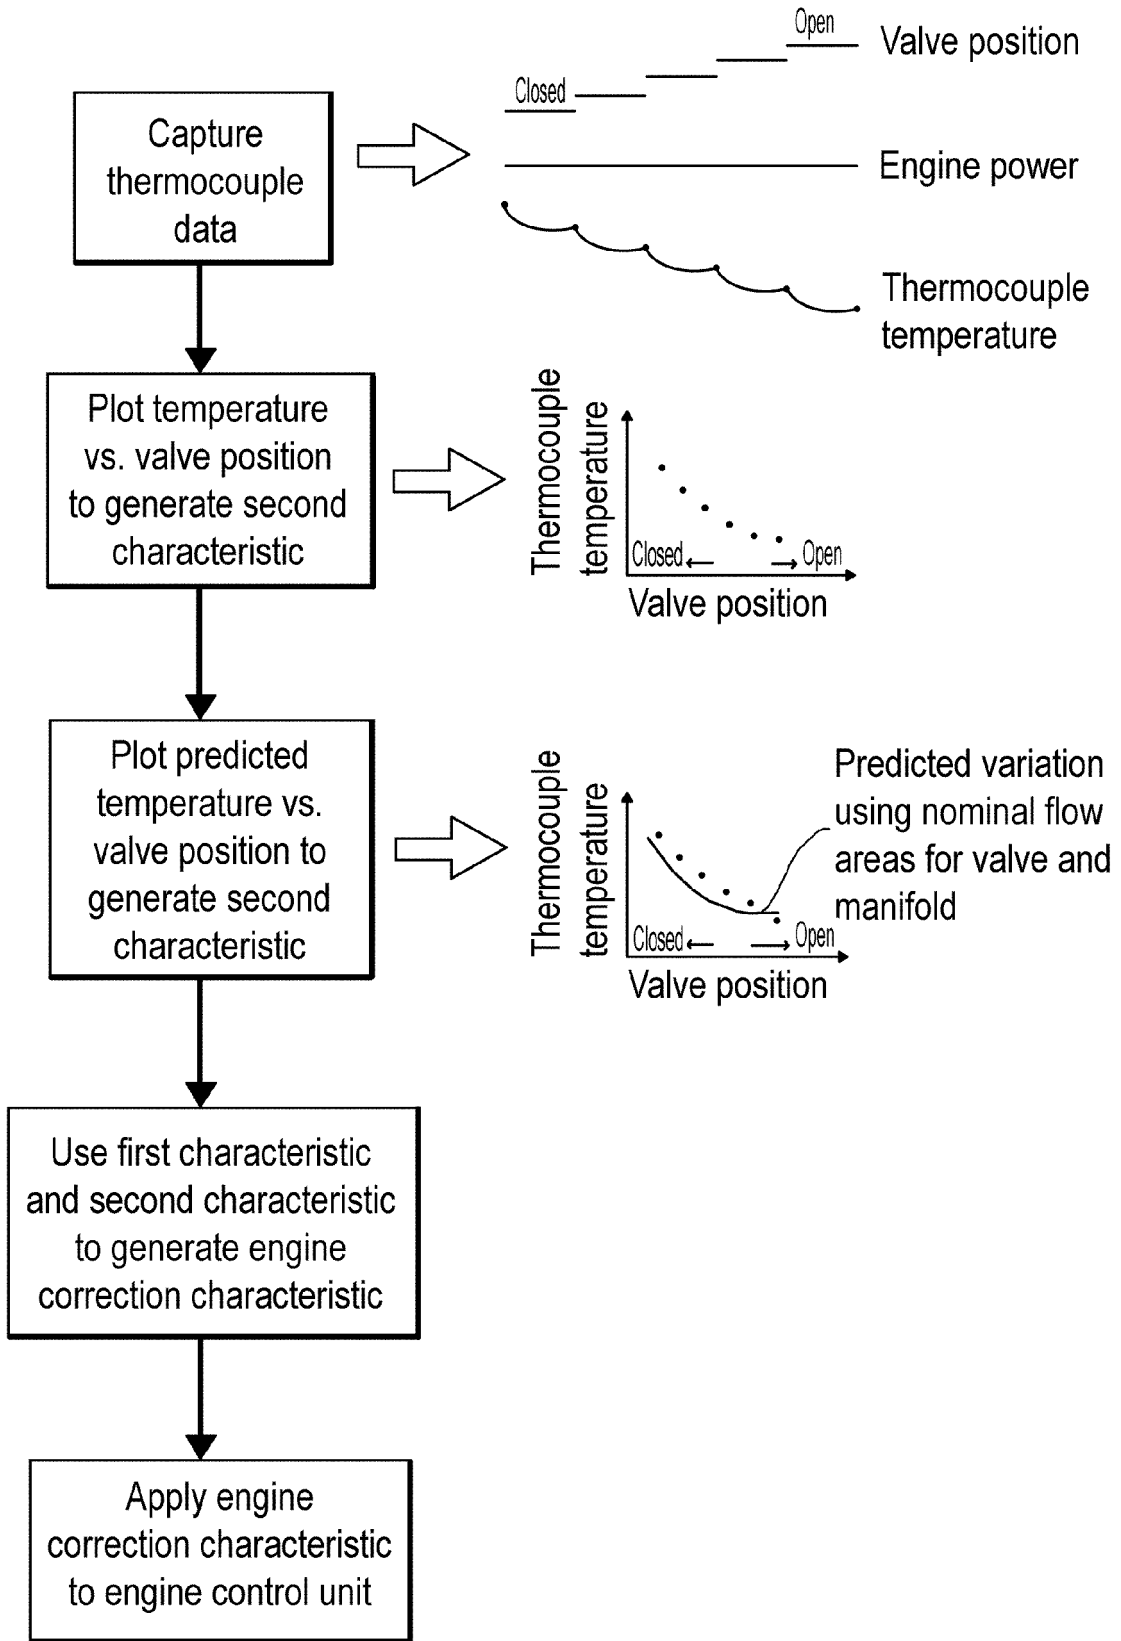 Open
Valve position
Closed
Capture
thermocouple
data
Engine power
Thermocouple
temperature
Plot temperature
vs. valve position
to generate second
characteristic
Thermocouple
temperature
Closed
Open
Valve position
Plot predicted
temperature vs.
valve position to
generate second
characteristic
Thermocouple
temperature
Closed
Open
Valve position
Predicted variation
using nominal flow
areas for valve and
manifold
Use first characteristic
and second characteristic
to generate engine
correction characteristic
Apply engine
correction characteristic
to engine control unit